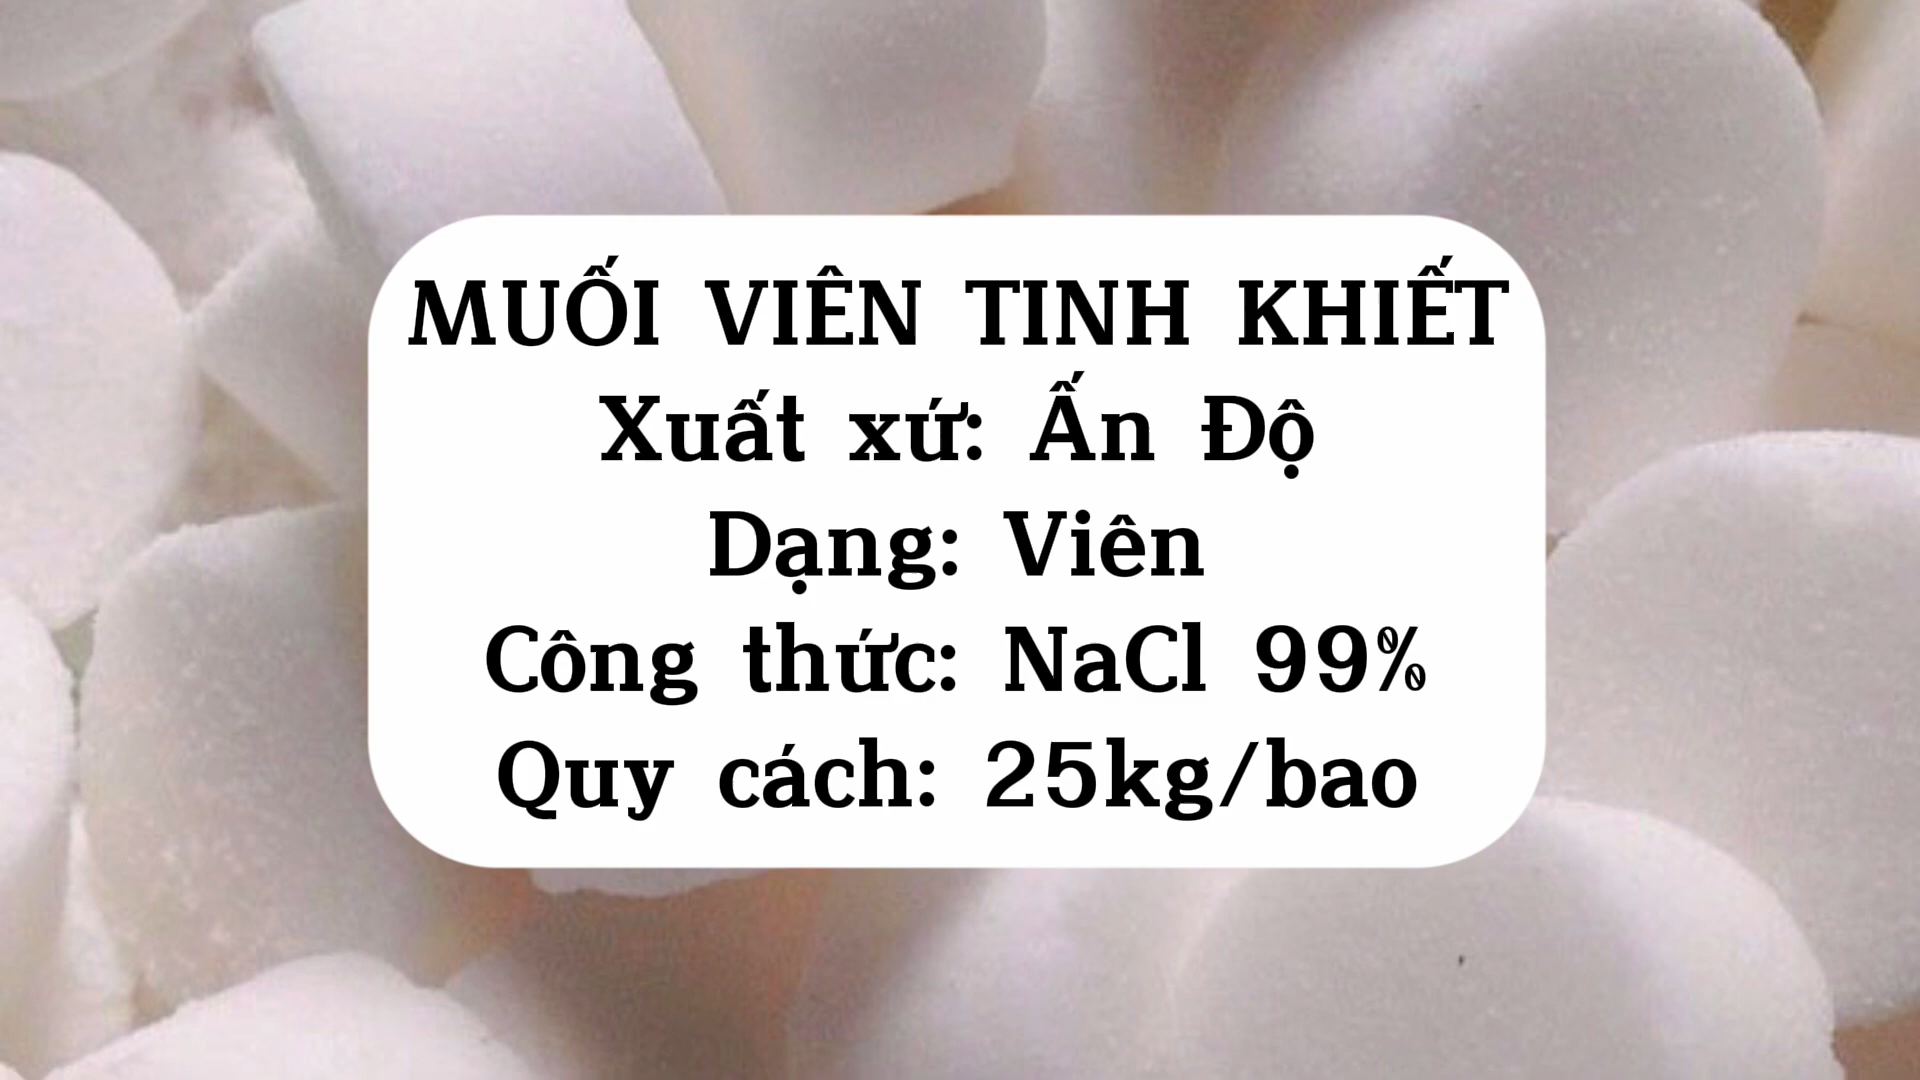 MUỐI VIÊN TINH KHIẾT
Xuất xứ: Ấn Độ
Dạng: Viên
Công thức: NaCl 99%
Quy cách: 25kg/bao